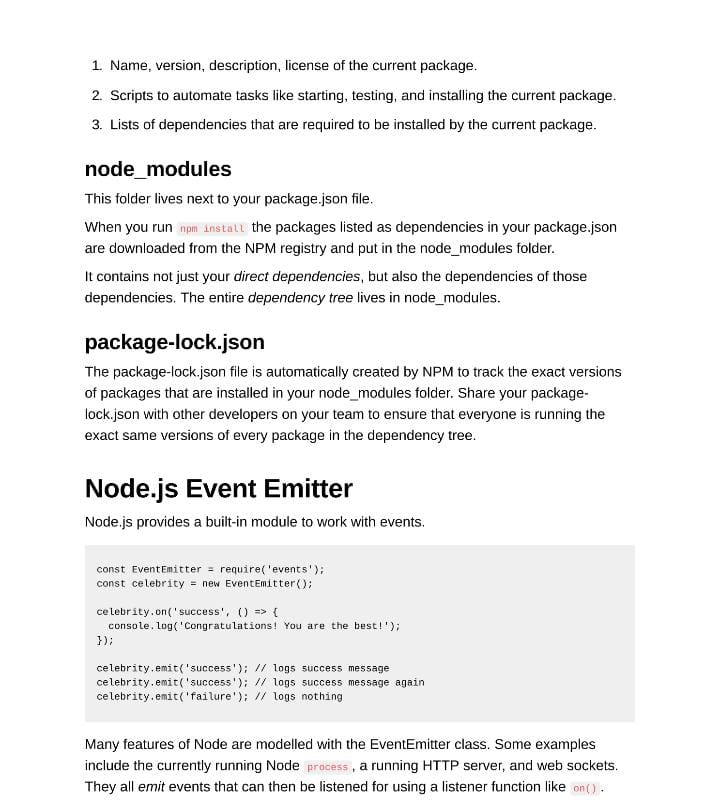 1. Name, version, description, license of the current package.
2. Scripts to automate tasks like starting, testing, and installing the current package.
3. Lists of dependencies that are required to be installed by the current package.
node_modules
This folder lives next to your package.json file.
When you run npm install the packages listed as dependencies in your package.json
are downloaded from the NPM registry and put in the node_modules folder.
It contains not just your direct dependencies, but also the dependencies of those
dependencies. The entire dependency tree lives in node_modules.
package-lock.json
The package-lock.json file is automatically created by NPM to track the exact versions
of packages that are installed in your node_modules folder. Share your package-
lock.json with other developers on your team to ensure that everyone is running the
exact same versions of every package in the dependency tree.
Node.js Event Emitter
Node.js provides a built-in module to work with events.
const EventEmitter = require('events');
const celebrity = new EventEmitter();
celebrity.on('success', () => {
  console.log('Congratulations! You are the best!');
});
celebrity.emit('success'); // logs success message
celebrity.emit('success'); // logs success message again
celebrity.emit('failure'); // logs nothing
Many features of Node are modelled with the EventEmitter class. Some examples
include the currently running Node process, a running HTTP server, and web sockets.
They all emit events that can then be listened for using a listener function like on().